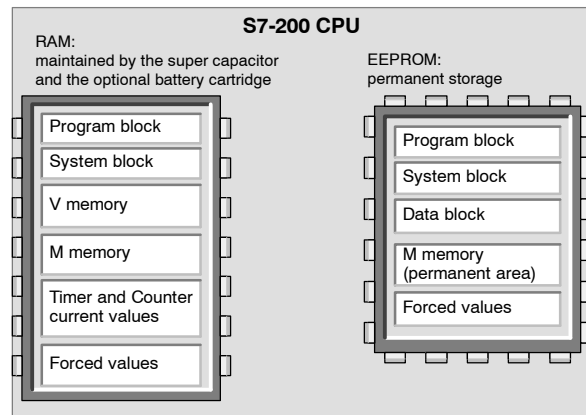 S7-200 CPU
RAM:
maintained by the super capacitor
and the optional battery cartridge
Program block
System block
V memory
M memory
Timer and Counter
current values
Forced values
EEPROM:
permanent storage
Program block
System block
Data block
M memory
(permanent area)
Forced values